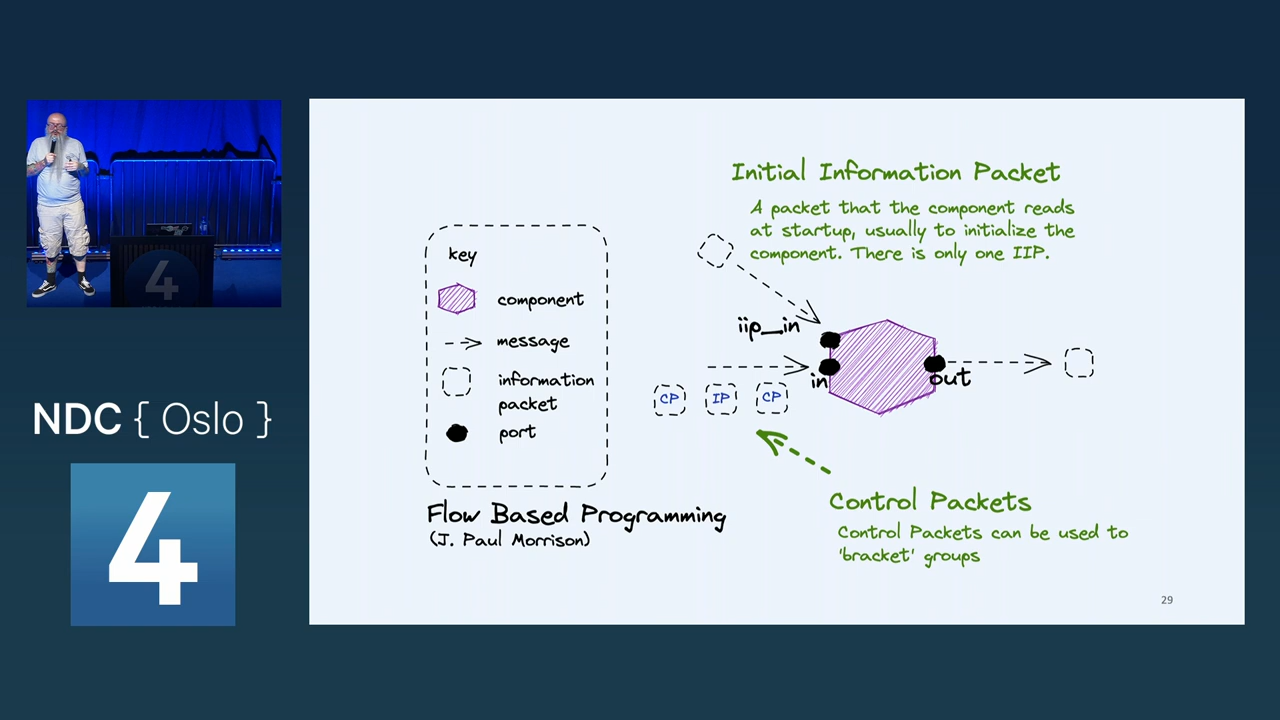 4
NDC { Oslo }
4
Initial Information Packet
A packet that the component reads
at startup, usually to initialize the
component. There is only one IIP.
key
component
message
information
packet
port
iip_in
in
out
CP
IP
CP
Flow Based Programming
(J. Paul Morrison)
Control Packets
Control Packets can be used to
'bracket' groups
29